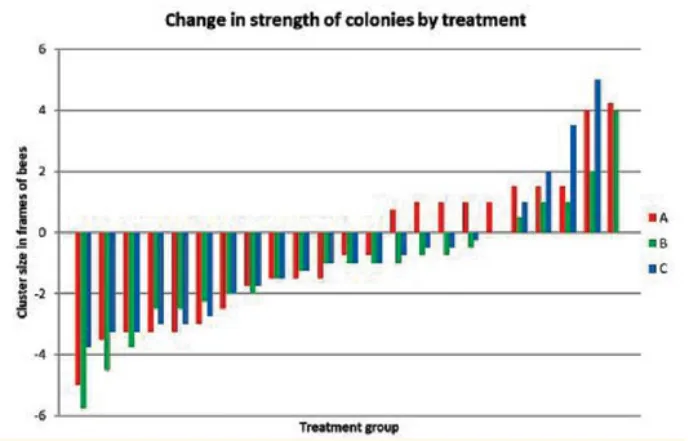 Change in strength of colonies by treatment
Cluster size in frames of bees
6
4
2
0
-2
-4
-6
A
B
C
Treatment group